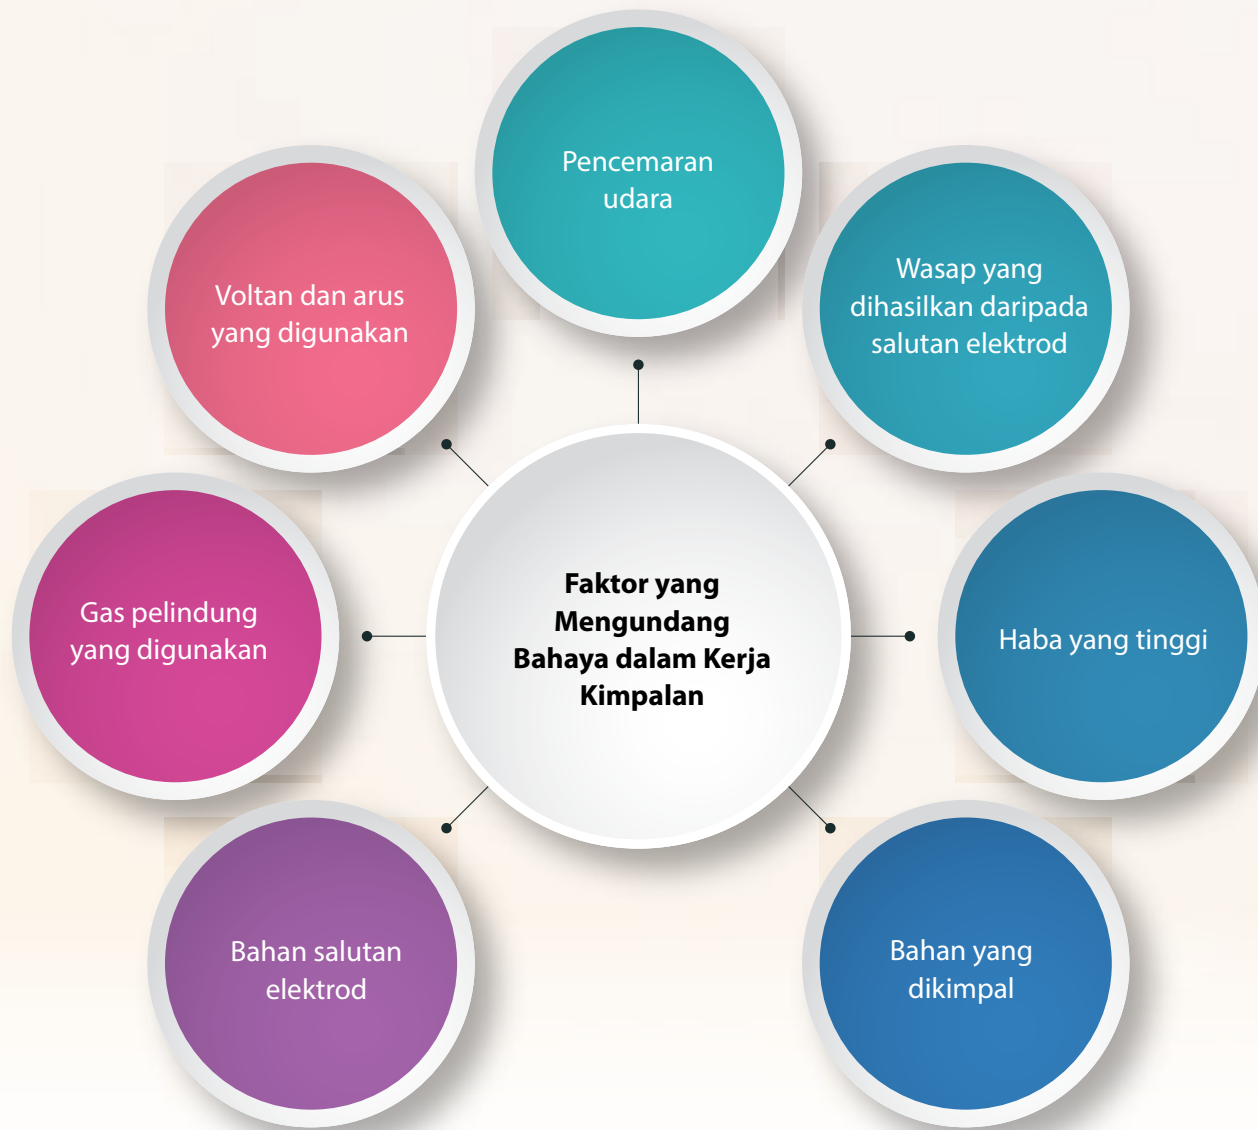 Pencemaran
udara
Wasap yang
dihasilkan daripada
salutan elektrod
Haba yang tinggi
Bahan yang
dikimpal
Bahan salutan
elektrod
Gas pelindung
yang digunakan
Voltan dan arus
yang digunakan
Faktor yang
Mengundang
Bahaya dalam Kerja
Kimpalan